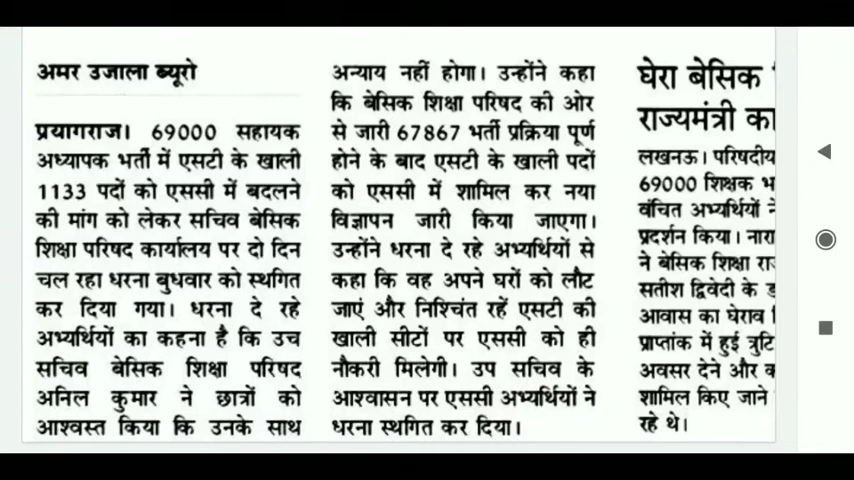 अमर उजाला ब्यूरो
प्रयागराज। 69000 सहायक
अध्यापक भर्ती में एसटी के खाली
1133 पदों को एससी में बदलने
की मांग को लेकर सचिव बेसिक
शिक्षा परिषद कार्यालय पर दो दिन
चल रहा धरना बुधवार को स्थगित
कर दिया गया। धरना दे रहे
अभ्यर्थियों का कहना है कि उच
सचिव बेसिक शिक्षा परिषद
अनिल कुमार ने छात्रों को
आश्वस्त किया कि उनके साथ
अन्याय नहीं होगा। उन्होंने कहा
कि बेसिक शिक्षा परिषद की ओर
से जारी 67867 भर्ती प्रक्रिया पूर्ण
होने के बाद एसटी के खाली पदों
को एससी में शामिल कर नया
विज्ञापन जारी किया जाएगा।
उन्होंने धरना दे रहे अभ्यर्थियों से
कहा कि वह अपने घरों को लौट
जाएं और निश्चिंत रहें एसटी की
खाली सीटों पर एससी को ही
नौकरी मिलेगी। उप सचिव के
आश्वासन पर एससी अभ्यर्थियों ने
धरना स्थगित कर दिया।
घेरा बेसिक
राज्यमंत्री का
लखनऊ। परिषदीय
69000 शिक्षक भ
वंचित अभ्यर्थियों ने
प्रदर्शन किया। नारा
ने बेसिक शिक्षा रा
सतीश द्विवेदी के ड
आवास का घेराव
प्राप्तांक में हुई त्रुटि
अवसर देने और क
शामिल किए जाने
रहे थे।